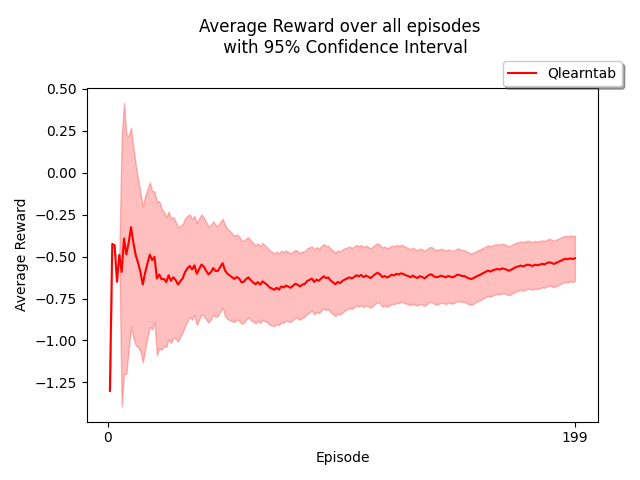 Average Reward over all episodes
with 95% Confidence Interval
Qlearntab
0.50
0.25
0.00
−0.25
−0.50
−0.75
−1.00
−1.25
Average Reward
0
199
Episode